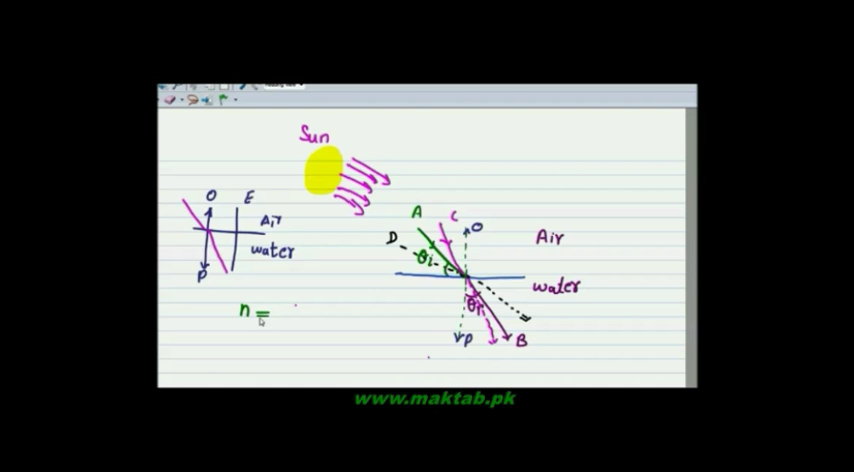 Sun
O E
Air
water
P
n =
A C O
D
θi
Air
water
θr
P B
www.maktab.pk